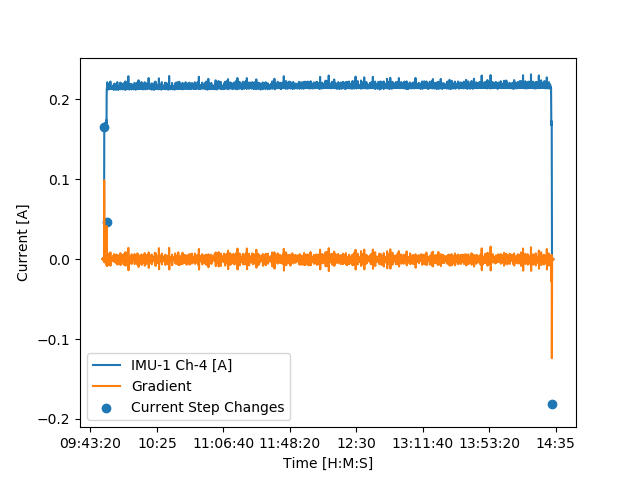 0.2
0.1
0.0
−0.1
−0.2
Current [A]
IMU-1 Ch-4 [A]
Gradient
Current Step Changes
09:43:20 10:25 11:06:40 11:48:20 12:30 13:11:40 13:53:20 14:35
Time [H:M:S]